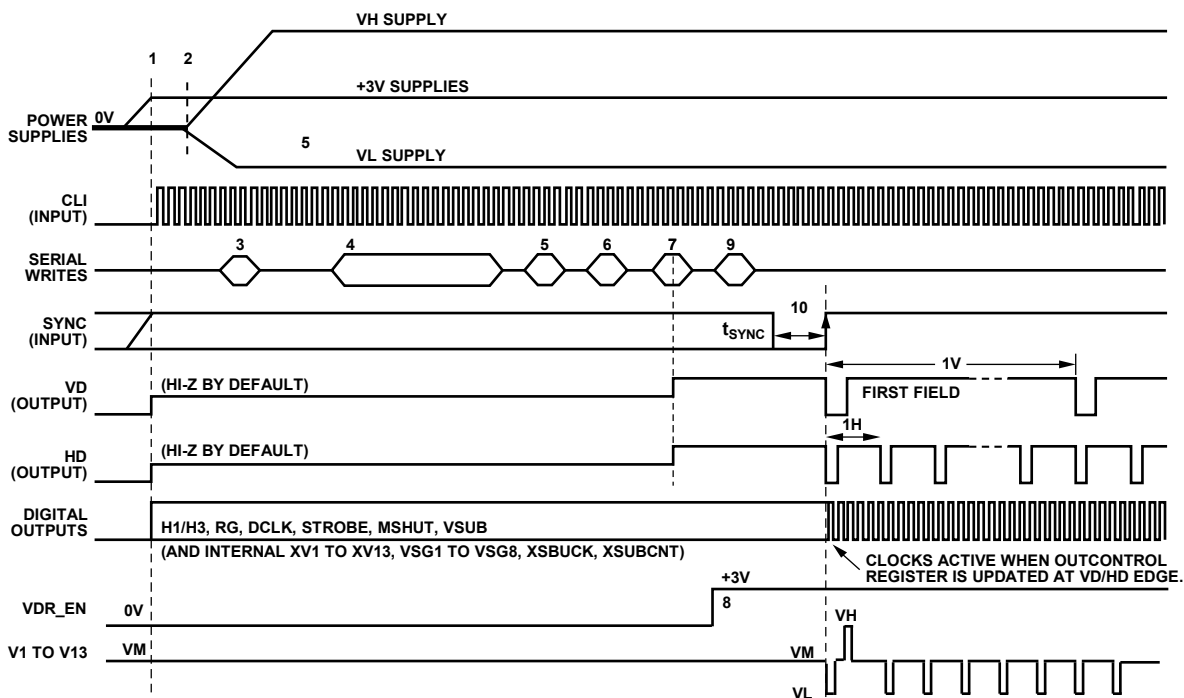 VH SUPPLY
1 2
+3V SUPPLIES
POWER
SUPPLIES
0V
5
VL SUPPLY
CLI
(INPUT)
3 4 5 6 7 9
SERIAL
WRITES
10
SYNC
(INPUT)
tSYNC
1V
VD
(OUTPUT)
(HI-Z BY DEFAULT)
FIRST FIELD
1H
HD
(OUTPUT)
(HI-Z BY DEFAULT)
DIGITAL
OUTPUTS
H1/H3, RG, DCLK, STROBE, MSHUT, VSUB
(AND INTERNAL XV1 TO XV13, VSG1 TO VSG8, XSBUCK, XSUBCNT)
CLOCKS ACTIVE WHEN OUTCONTROL
REGISTER IS UPDATED AT VD/HD EDGE.
+3V
VDR_EN
0V
8
VH
V1 TO V13
VM
VM
VL